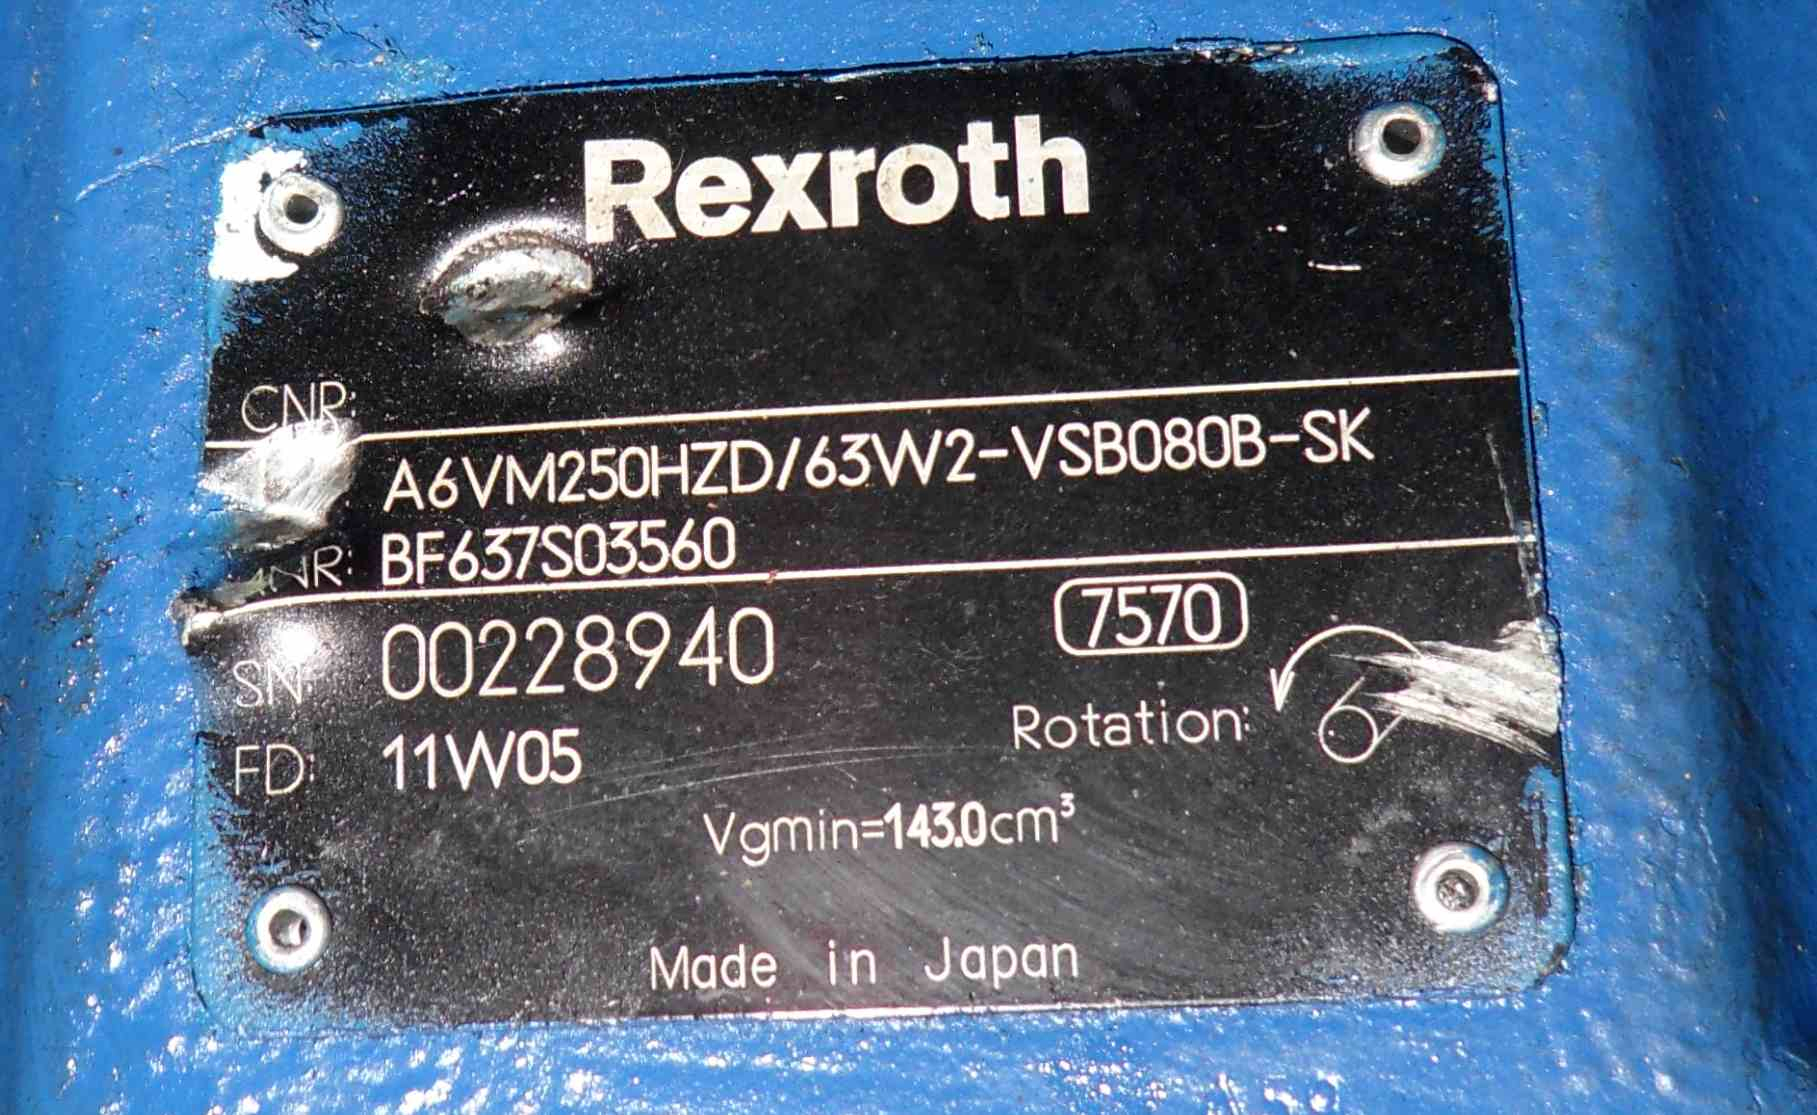 Rexroth
CNR:
A6VM250HZD/63W2-VSB080B-SK
MNR: BF637S03560
SN: 00228940
7570
Rotation:
FD: 11W05
Vgmin=143.0cm³
Made in Japan